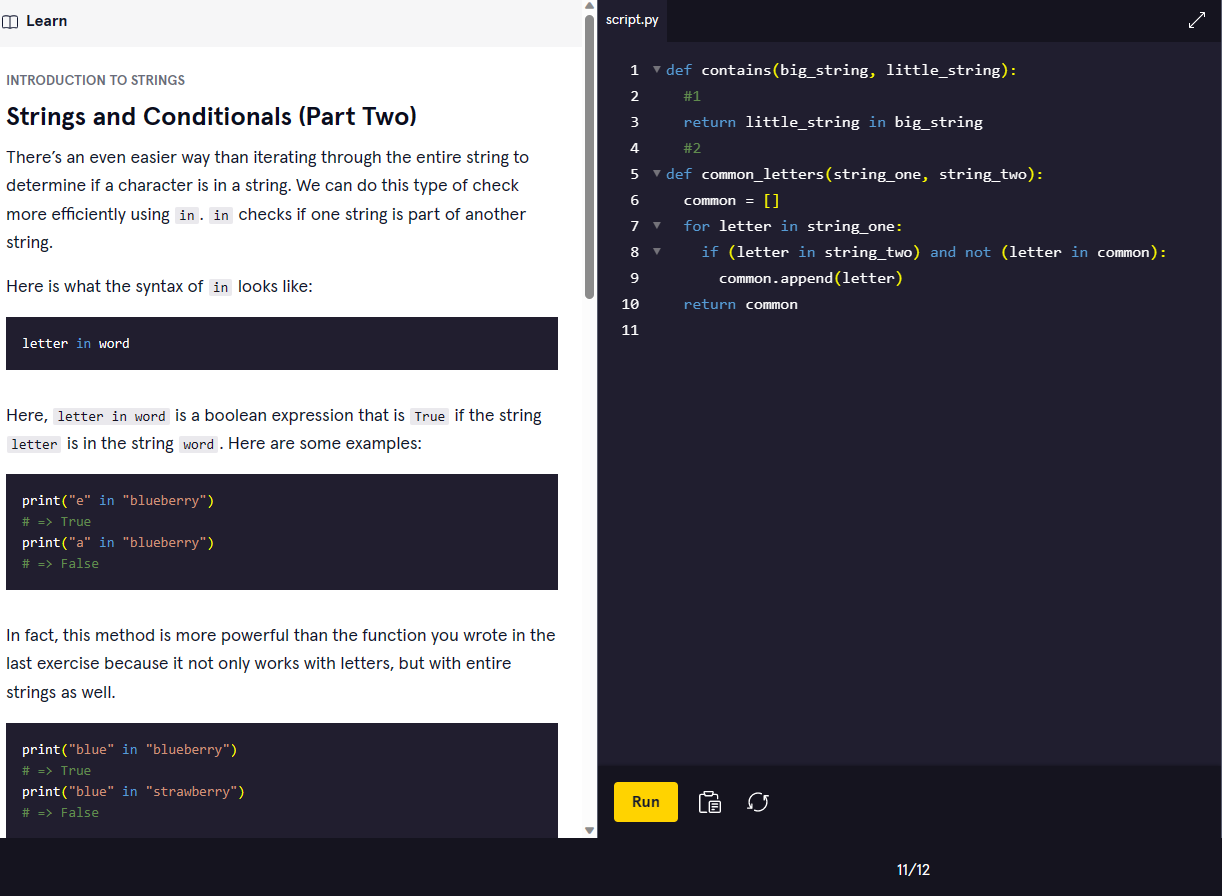 Learn
INTRODUCTION TO STRINGS
Strings and Conditionals (Part Two)
There’s an even easier way than iterating through the entire string to
determine if a character is in a string. We can do this type of check
more efficiently using in. in checks if one string is part of another
string.
Here is what the syntax of in looks like:
letter in word
Here, letter in word is a boolean expression that is True if the string
letter is in the string word. Here are some examples:
print("e" in "blueberry")
# => True
print("a" in "blueberry")
# => False
In fact, this method is more powerful than the function you wrote in the
last exercise because it not only works with letters, but with entire
strings as well.
print("blue" in "blueberry")
# => True
print("blue" in "strawberry")
# => False
script.py
1 def contains(big_string, little_string):
2   #1
3   return little_string in big_string
4   #2
5 def common_letters(string_one, string_two):
6   common = []
7   for letter in string_one:
8     if (letter in string_two) and not (letter in common):
9       common.append(letter)
10   return common
11
Run
11/12